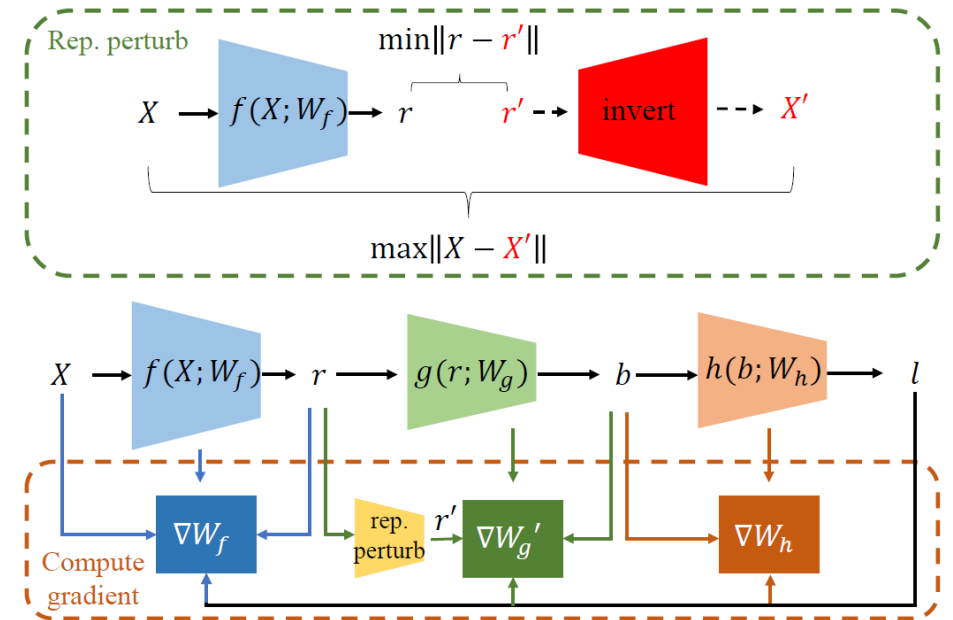 Rep. perturb
min‖r − r′‖
X
f(X; W_f)
r
r′
invert
X′
max‖X − X′‖
X
f(X; W_f)
r
g(r; W_g)
b
h(b; W_h)
l
∇W_f
rep.
perturb
r′
∇W_g′
∇W_h
Compute
gradient